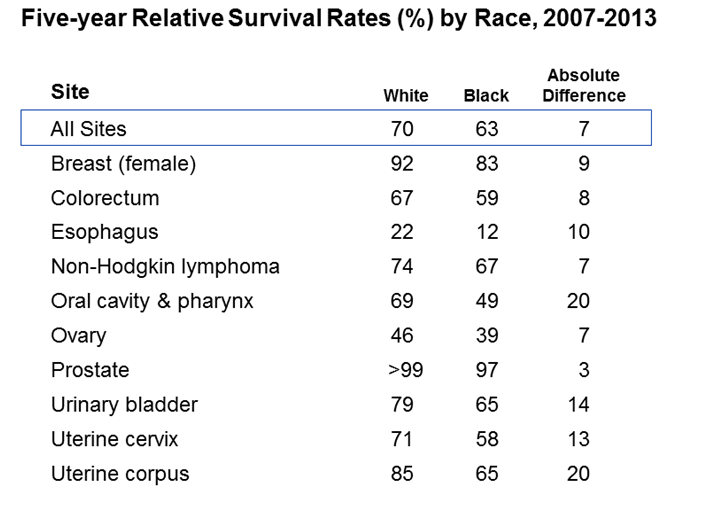 Five-year Relative Survival Rates (%) by Race, 2007-2013
Absolute
Site White Black Difference
All Sites 70 63 7
Breast (female) 92 83 9
Colorectum 67 59 8
Esophagus 22 12 10
Non-Hodgkin lymphoma 74 67 7
Oral cavity & pharynx 69 49 20
Ovary 46 39 7
Prostate >99 97 3
Urinary bladder 79 65 14
Uterine cervix 71 58 13
Uterine corpus 85 65 20